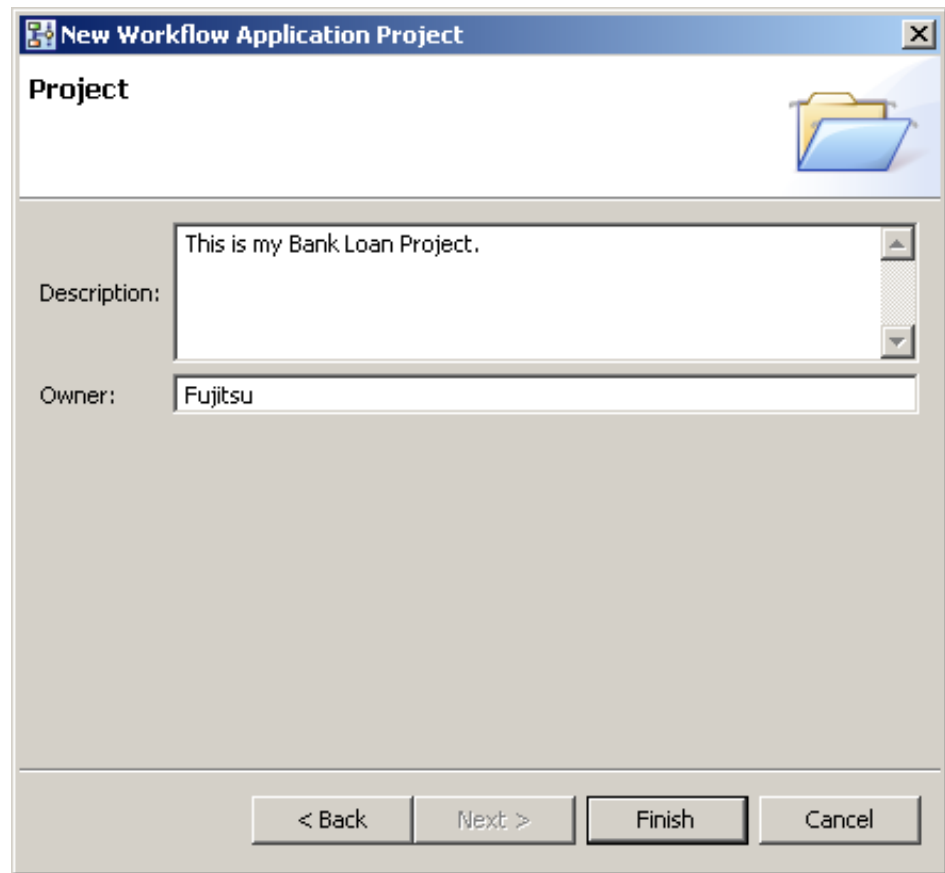 New Workflow Application Project
Project
This is my Bank Loan Project.
Description:
Owner: Fujitsu
< Back Next > Finish Cancel